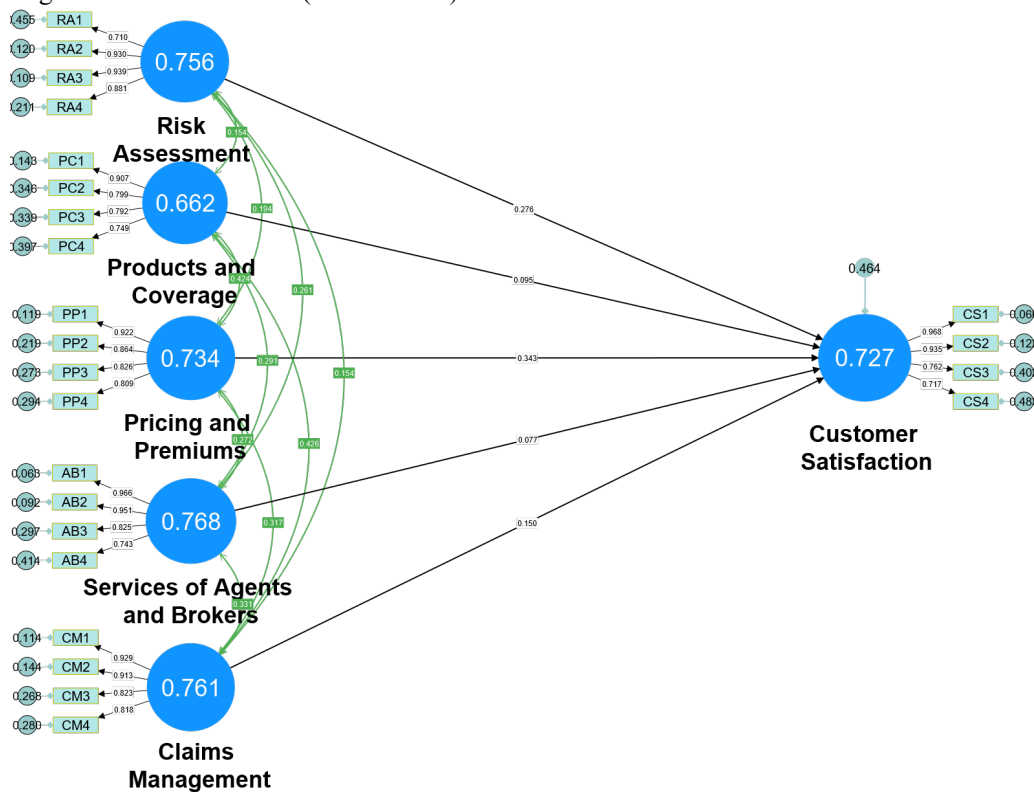 0.455 RA1
0.710
0.120 RA2
0.930
0.109 RA3
0.939
0.211 RA4
0.881
0.756
Risk
Assessment
0.154
0.143 PC1
0.907
0.346 PC2
0.799
0.339 PC3
0.792
0.397 PC4
0.749
0.662
0.194
0.276
Products and
Coverage
0.424
0.261
0.095
0.464
0.119 PP1
0.922
0.219 PP2
0.864
0.273 PP3
0.826
0.294 PP4
0.809
0.734
0.291
0.154
0.343
0.727
0.968
CS1
0.935
CS2
0.762
CS3
0.717
CS4
Customer
Satisfaction
Pricing and
Premiums
0.272
0.426
0.077
0.063 AB1
0.966
0.092 AB2
0.951
0.297 AB3
0.825
0.414 AB4
0.743
0.768
0.317
0.150
Services of Agents
and Brokers
0.331
0.114 CM1
0.929
0.144 CM2
0.913
0.268 CM3
0.823
0.280 CM4
0.818
0.761
Claims
Management